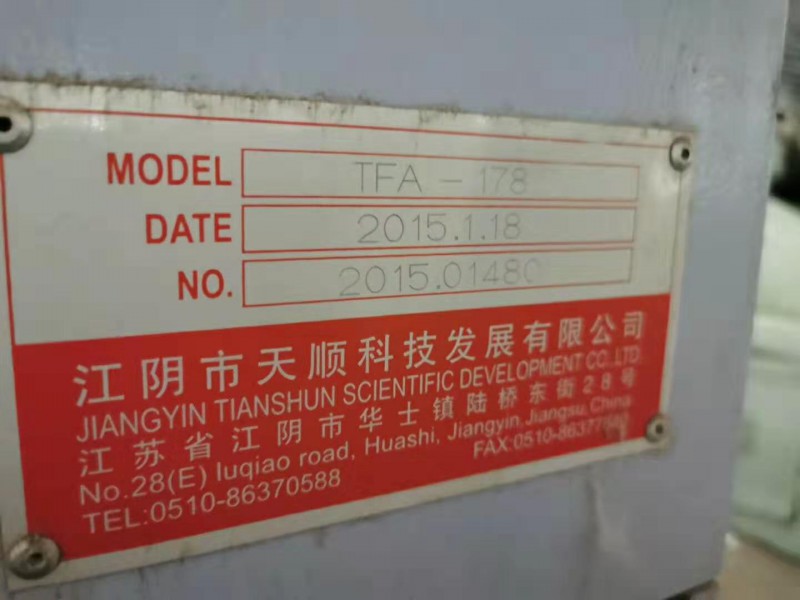 MODEL TFA - 178
DATE 2015.1.18
NO. 2015.01480
江阴市天顺科技发展有限公司
JIANGYIN TIANSHUN SCIENTIFIC DEVELOPMENT CO.,LTD
江苏省江阴市华士镇陆桥东街28号
No.28(E) luqiao road, Huashi, Jiangyin, Jiangsu, China
TEL:0510-86370588